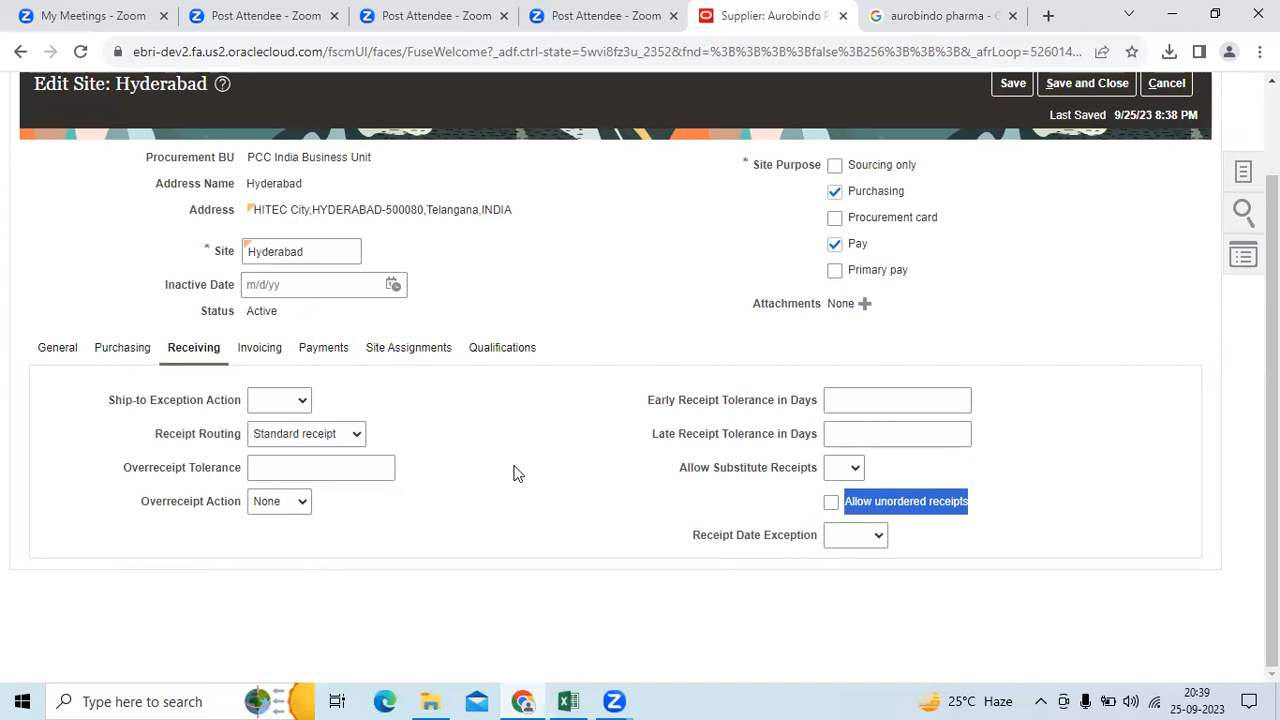 My Meetings - Zoom
Post Attendee - Zoom
Post Attendee - Zoom
Post Attendee - Zoom
Supplier: Aurobindo P
aurobindo pharma - G
ebri-dev2.fa.us2.oraclecloud.com/fscmUI/faces/FuseWelcome?_adf.ctrl-state=5wvi8fz3u_2352&fnd=%3B%3B%3B%3Bfalse%3B256%3B%3B%3B&_afrLoop=526014...
Edit Site: Hyderabad ?
Save
Save and Close
Cancel
Last Saved 9/25/23 8:38 PM
Procurement BU PCC India Business Unit
Address Name Hyderabad
Address HITEC City,HYDERABAD-500080,Telangana,INDIA
* Site Hyderabad
Inactive Date m/d/yy
Status Active
* Site Purpose Sourcing only
Purchasing
Procurement card
Pay
Primary pay
Attachments None
General Purchasing Receiving Invoicing Payments Site Assignments Qualifications
Ship-to Exception Action
Receipt Routing Standard receipt
Overreceipt Tolerance
Overreceipt Action None
Early Receipt Tolerance in Days
Late Receipt Tolerance in Days
Allow Substitute Receipts
Allow unordered receipts
Receipt Date Exception
Type here to search
25°C Haze
20:39
25-09-2023